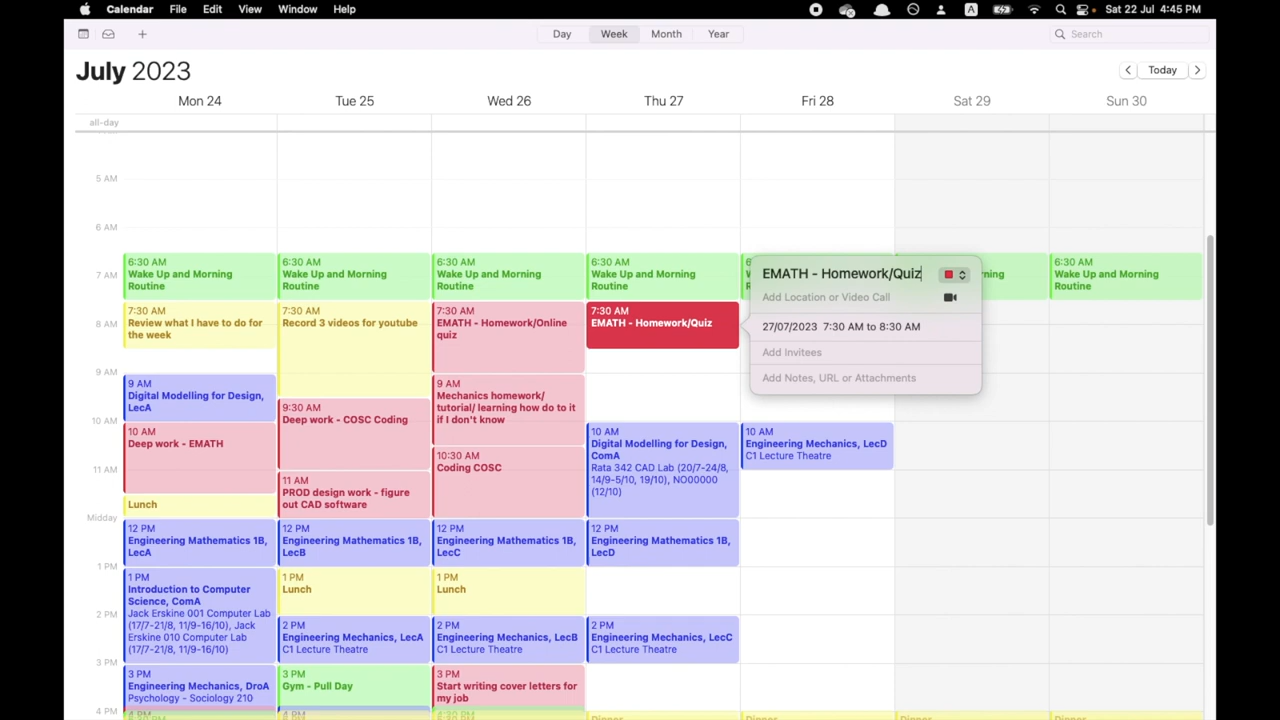 Calendar File Edit View Window Help
A
Sat 22 Jul 4:45 PM
Day Week Month Year
Search
July 2023
Today
Mon 24 Tue 25 Wed 26 Thu 27 Fri 28 Sat 29 Sun 30
all-day
5 AM
6 AM
7 AM
8 AM
9 AM
10 AM
11 AM
Midday
1 PM
2 PM
3 PM
4 PM
6:30 AM
Wake Up and Morning
Routine
7:30 AM
Review what I have to do for
the week
9 AM
Digital Modelling for Design,
LecA
10 AM
Deep work - EMATH
Lunch
12 PM
Engineering Mathematics 1B,
LecA
1 PM
Introduction to Computer
Science, ComA
Jack Erskine 001 Computer Lab
(17/7-21/8, 11/9-16/10), Jack
Erskine 010 Computer Lab
(17/7-21/8, 11/9-16/10)
3 PM
Engineering Mechanics, DroA
Psychology - Sociology 210
6:30 AM
Wake Up and Morning
Routine
7:30 AM
Record 3 videos for youtube
9:30 AM
Deep work - COSC Coding
11 AM
PROD design work - figure
out CAD software
12 PM
Engineering Mathematics 1B,
LecB
1 PM
Lunch
2 PM
Engineering Mechanics, LecA
C1 Lecture Theatre
3 PM
Gym - Pull Day
6:30 AM
Wake Up and Morning
Routine
7:30 AM
EMATH - Homework/Online
quiz
9 AM
Mechanics homework/
tutorial/ learning how do to it
if I don't know
10:30 AM
Coding COSC
12 PM
Engineering Mathematics 1B,
LecC
1 PM
Lunch
2 PM
Engineering Mechanics, LecB
C1 Lecture Theatre
3 PM
Start writing cover letters for
my job
6:30 AM
Wake Up and Morning
Routine
7:30 AM
EMATH - Homework/Quiz
10 AM
Digital Modelling for Design,
ComA
Rata 342 CAD Lab (20/7-24/8,
14/9-5/10, 19/10), NO00000
(12/10)
12 PM
Engineering Mathematics 1B,
LecD
2 PM
Engineering Mechanics, LecC
C1 Lecture Theatre
Dinner
EMATH - Homework/Quiz
Add Location or Video Call
27/07/2023 7:30 AM to 8:30 AM
Add Invitees
Add Notes, URL or Attachments
10 AM
Engineering Mechanics, LecD
C1 Lecture Theatre
Dinner
Dinner
6:30 AM
Wake Up and Morning
Routine
Dinner